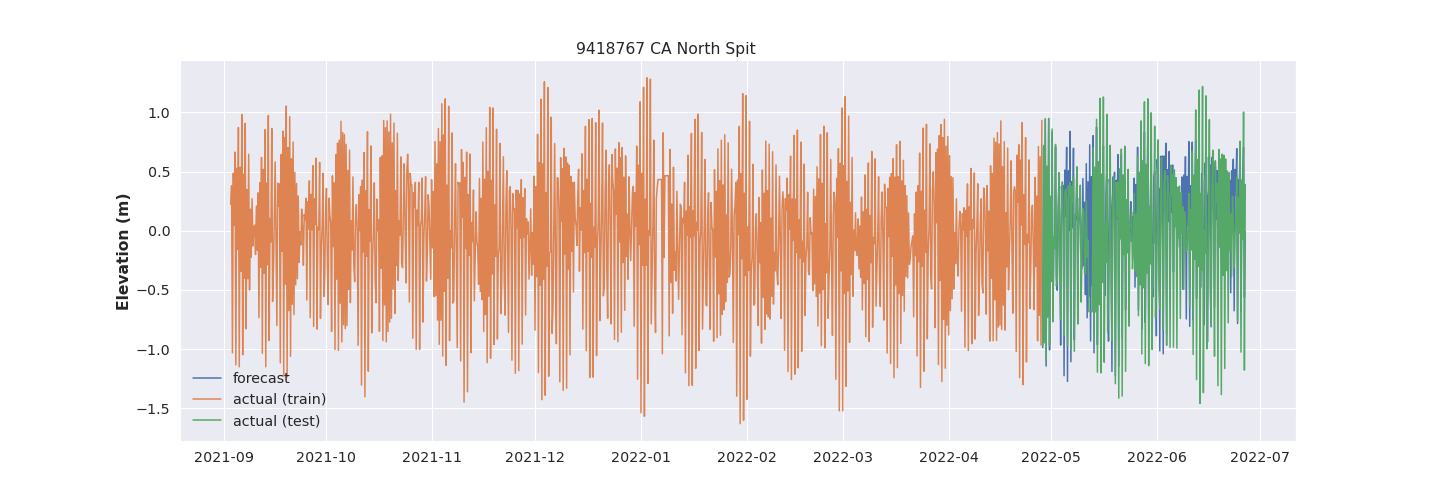 9418767 CA North Spit
Elevation (m)
1.0
0.5
0.0
−0.5
−1.0
−1.5
forecast
actual (train)
actual (test)
2021-09 2021-10 2021-11 2021-12 2022-01 2022-02 2022-03 2022-04 2022-05 2022-06 2022-07